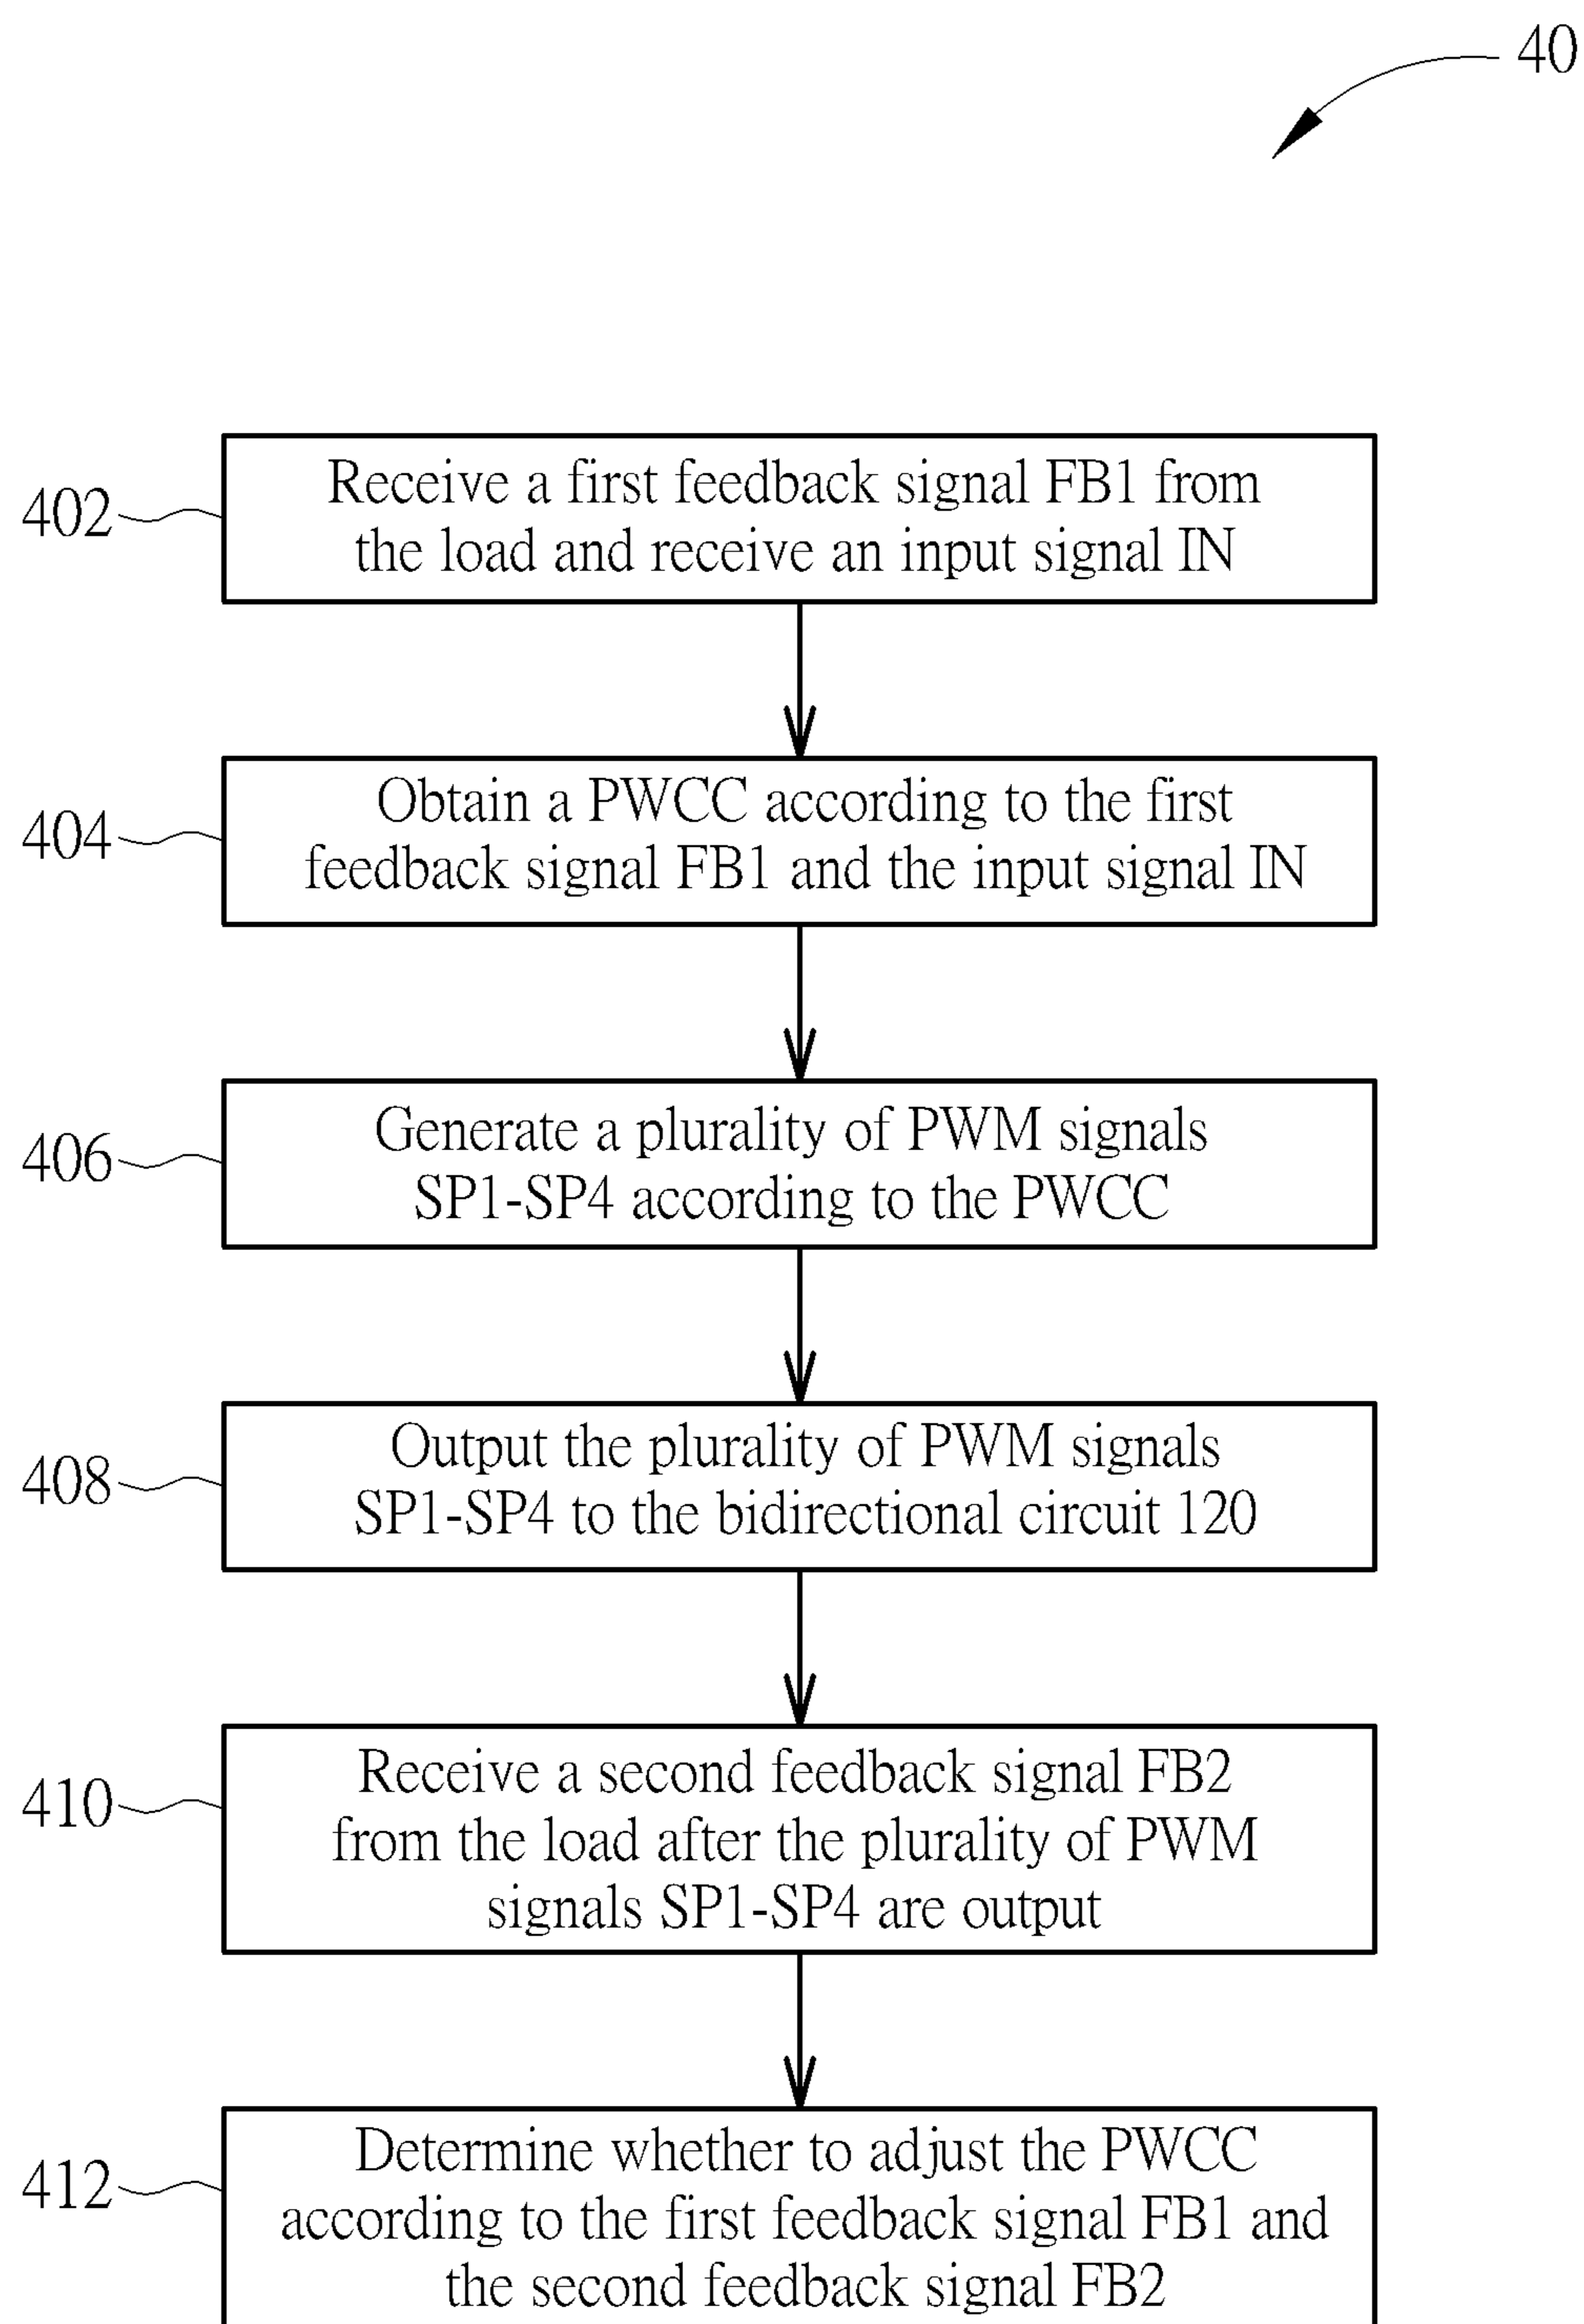 40
402
Receive a first feedback signal FB1 from
the load and receive an input signal IN
404
Obtain a PWCC according to the first
feedback signal FB1 and the input signal IN
406
Generate a plurality of PWM signals
SP1-SP4 according to the PWCC
408
Output the plurality of PWM signals
SP1-SP4 to the bidirectional circuit 120
410
Receive a second feedback signal FB2
from the load after the plurality of PWM
signals SP1-SP4 are output
412
Determine whether to adjust the PWCC
according to the first feedback signal FB1 and
the second feedback signal FB2